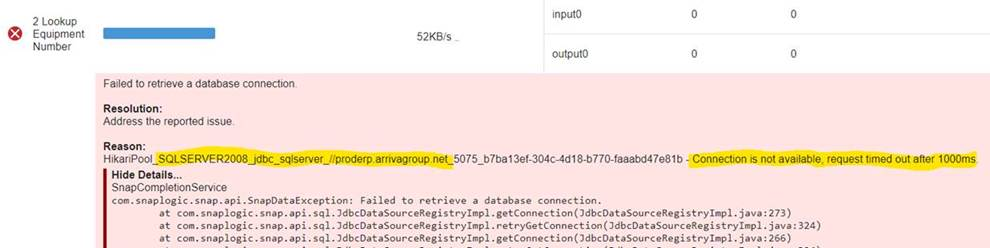 2 Lookup
Equipment
Number
52KB/s ..
input0 0 0
output0 0 0
Failed to retrieve a database connection.
Resolution:
Address the reported issue.
Reason:
HikariPool_SQLSERVER2008_jdbc_sqlserver_//proderp.arrivagroup.net_5075_b7ba13ef-304c-4d18-b770-faaabd47e81b - Connection is not available, request timed out after 1000ms.
Hide Details...
SnapCompletionService
com.snaplogic.snap.api.SnapDataException: Failed to retrieve a database connection.
at com.snaplogic.snap.api.sql.JdbcDataSourceRegistryImpl.getConnection(JdbcDataSourceRegistryImpl.java:273)
at com.snaplogic.snap.api.sql.JdbcDataSourceRegistryImpl.retryGetConnection(JdbcDataSourceRegistryImpl.java:324)
at com.snaplogic.snap.api.sql.JdbcDataSourceRegistryImpl.getConnection(JdbcDataSourceRegistryImpl.java:266)